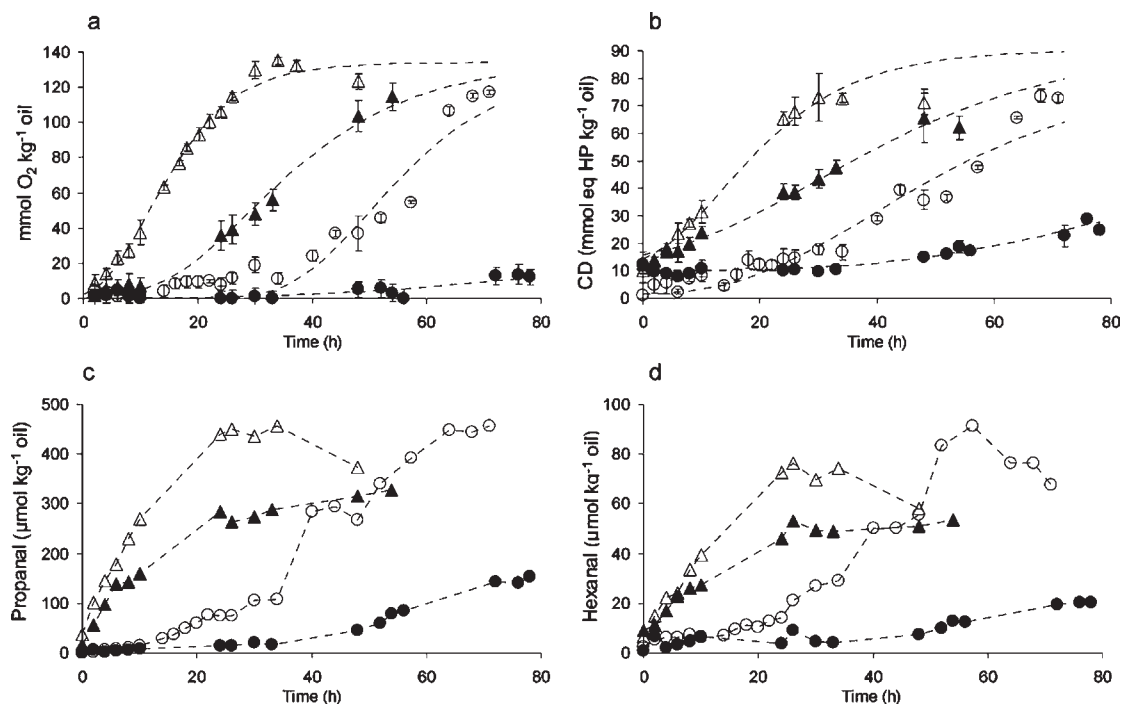 a
mmol O₂ kg⁻¹ oil
140
120
100
80
60
40
20
0
0 20 40 60 80
Time (h)
b
CD (mmol eq HP kg⁻¹ oil)
90
80
70
60
50
40
30
20
10
0
0 20 40 60 80
Time (h)
c
Propanal (µmol kg⁻¹ oil)
500
400
300
200
100
0
0 20 40 60 80
Time (h)
d
Hexanal (µmol kg⁻¹ oil)
100
80
60
40
20
0
0 20 40 60 80
Time (h)